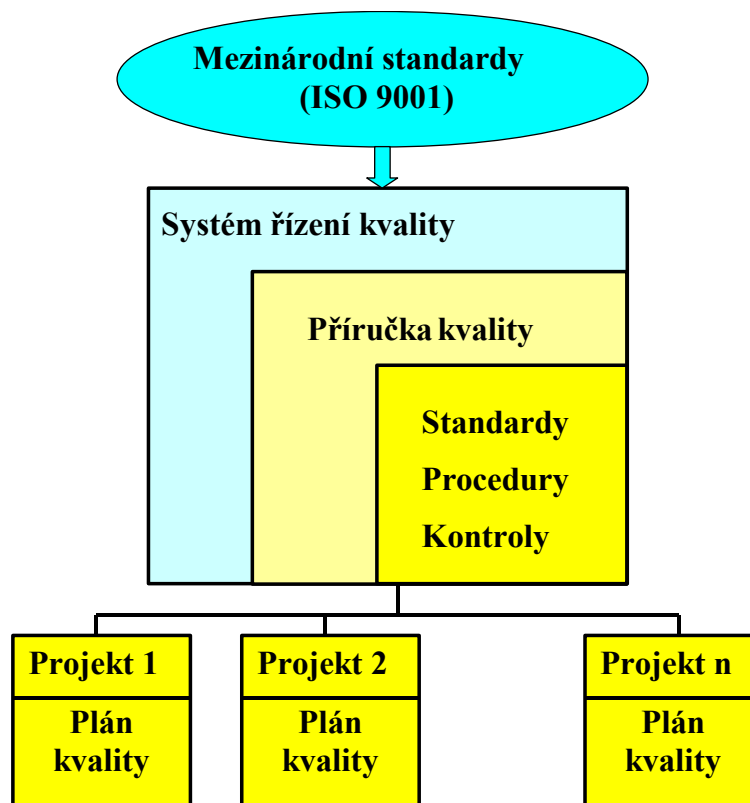 Mezinárodní standardy
(ISO 9001)
Systém řízení kvality
Příručka kvality
Standardy
Procedury
Kontroly
Projekt 1
Plán
kvality
Projekt 2
Plán
kvality
Projekt n
Plán
kvality